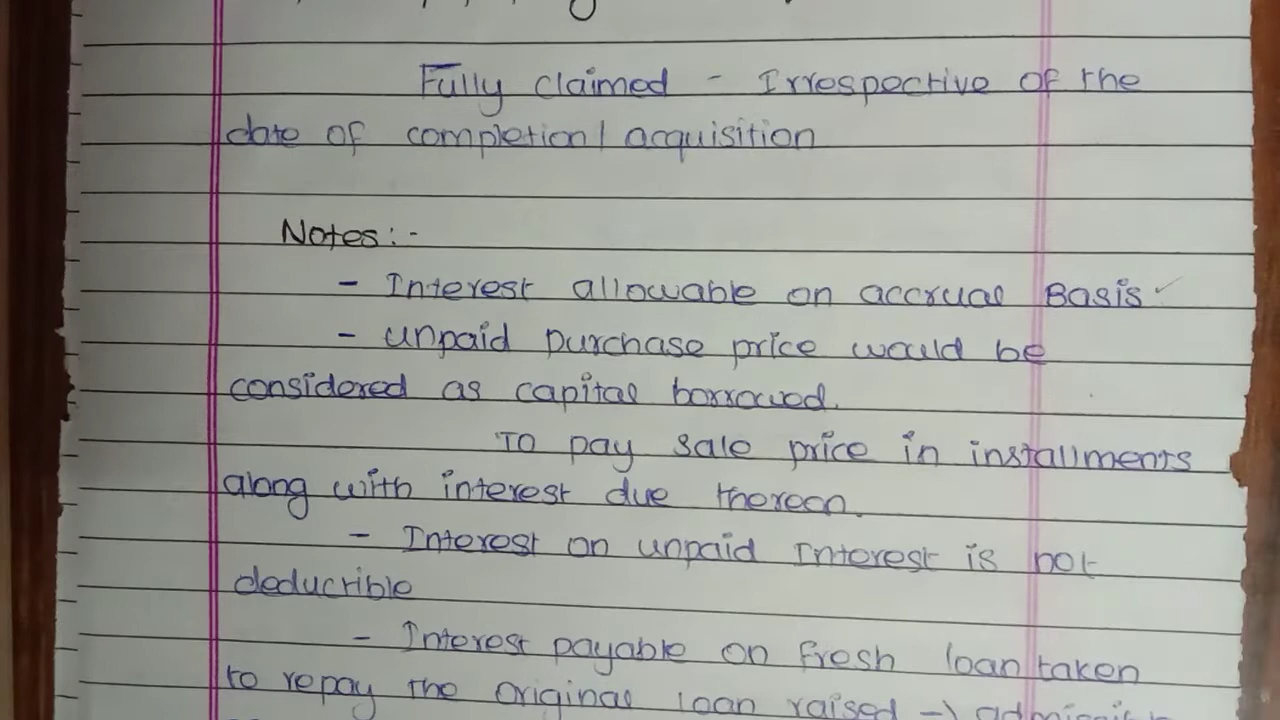 Fully claimed - Irrespective of the
date of completion/ acquisition
Notes:-
- Interest allowable on accrual Basis
- unpaid purchase price would be
considered as capital borrowed.
To pay sale price in installments
along with interest due thereon.
- Interest on unpaid Interest is not
deductible
- Interest payable on fresh loan taken
to repay the original loan raised →